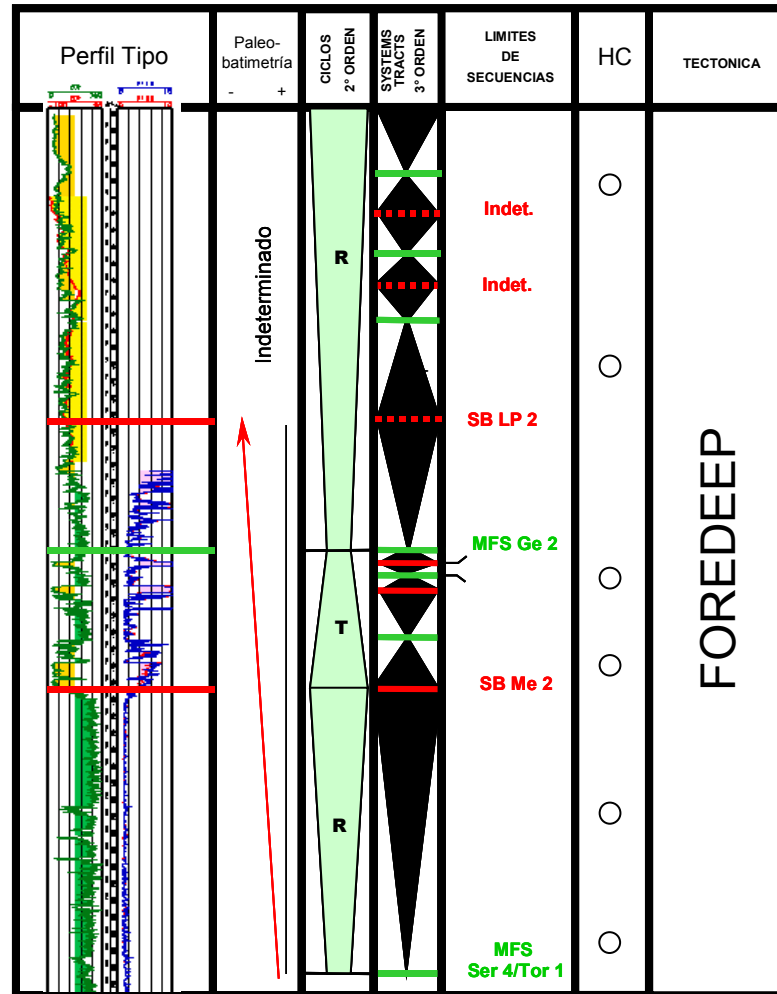 Perfil Tipo
Paleo-
batimetría
- +
CICLOS
2° ORDEN
SYSTEMS
TRACTS
3° ORDEN
LIMITES
DE
SECUENCIAS
HC
TECTONICA
Indeterminado
R
T
R
Indet.
Indet.
SB LP 2
MFS Ge 2
SB Me 2
MFS
Ser 4/Tor 1
FOREDEEP